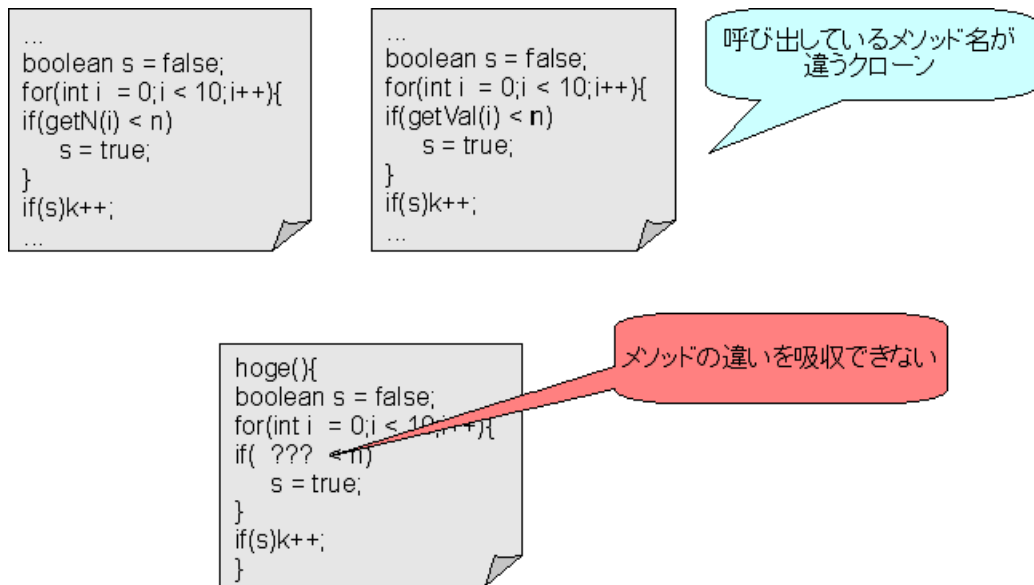 ...
boolean s = false;
for(int i = 0;i < 10;i++){
if(getN(i) < n)
s = true;
}
if(s)k++;
...
...
boolean s = false;
for(int i = 0;i < 10;i++){
if(getVal(i) < n)
s = true;
}
if(s)k++;
...
呼び出しているメソッド名が
違うクローン
hoge(){
boolean s = false;
for(int i = 0;i < 10;i++){
if( ??? < n)
s = true;
}
if(s)k++;
}
メソッドの違いを吸収できない